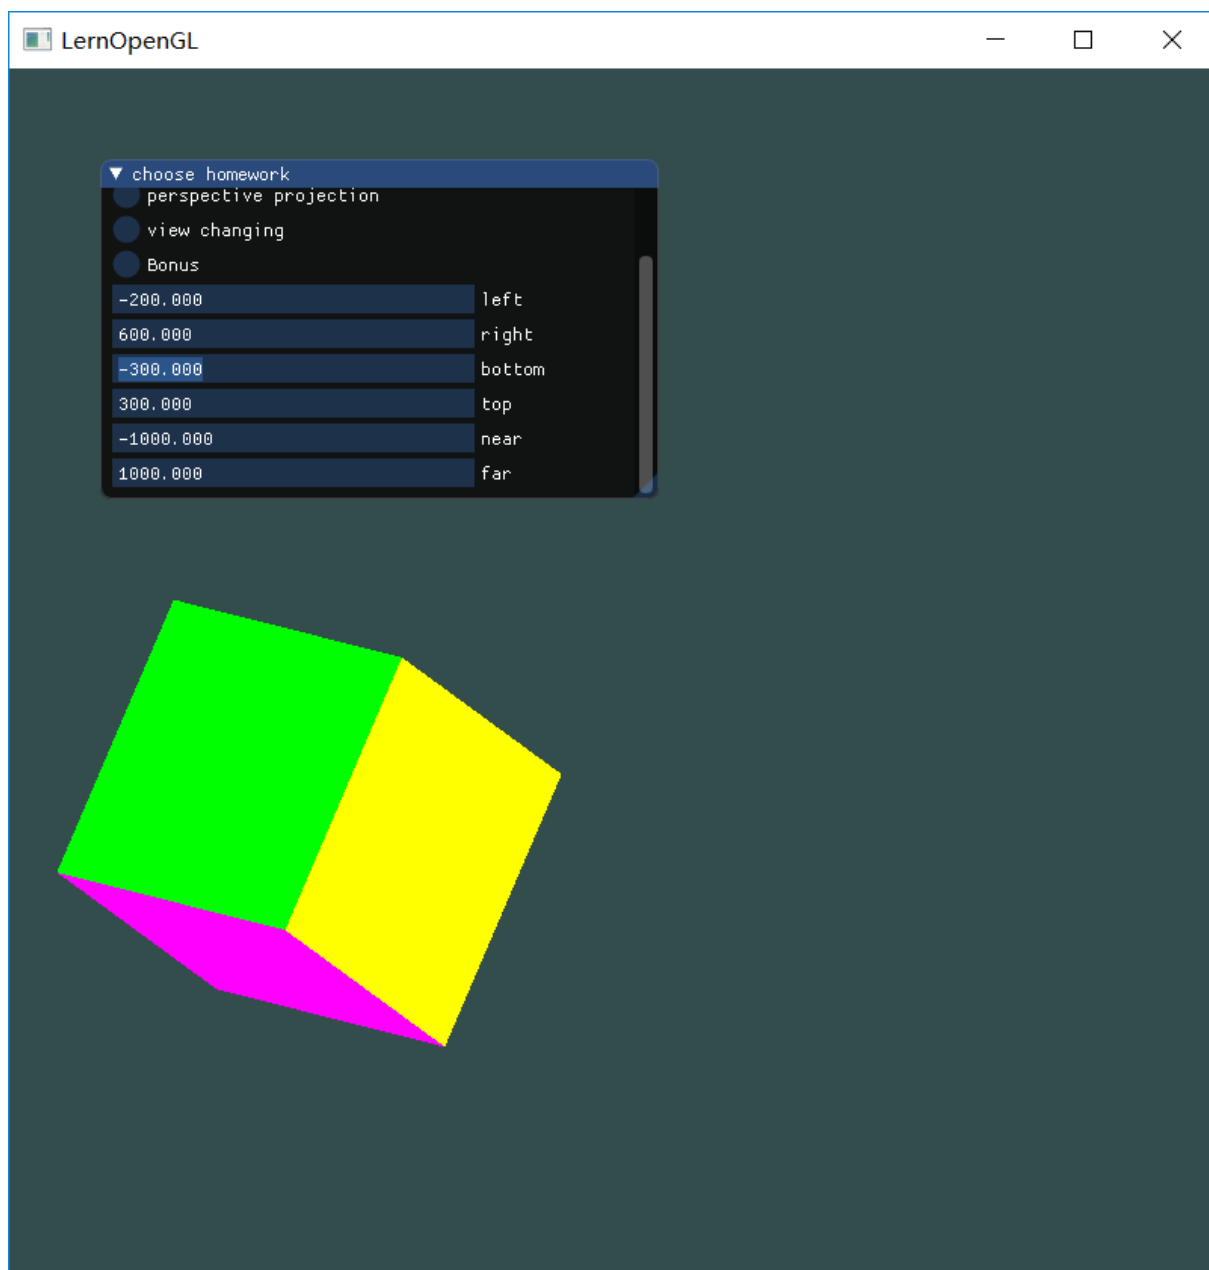 LernOpenGL
choose homework
perspective projection
view changing
Bonus
-200.000 left
600.000 right
-300.000 bottom
300.000 top
-1000.000 near
1000.000 far